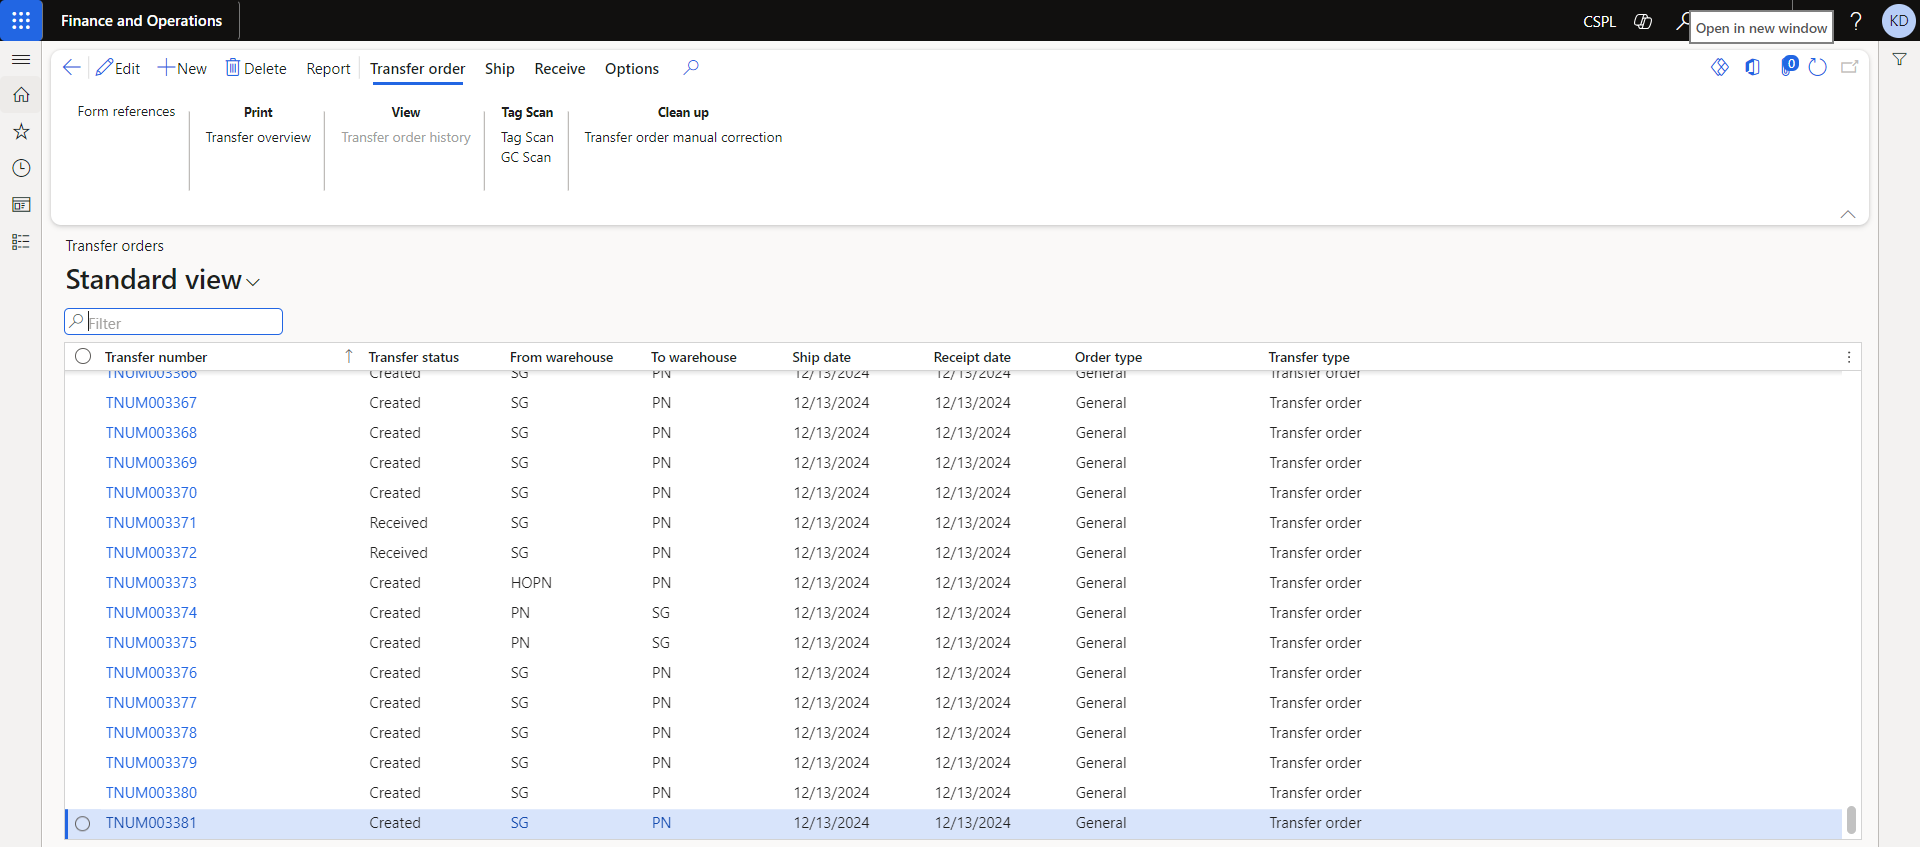 Finance and Operations
CSPL
Open in new window
?
KD
Edit New Delete Report Transfer order Ship Receive Options
0
Form references
Print
Transfer overview
View
Transfer order history
Tag Scan
Tag Scan
GC Scan
Clean up
Transfer order manual correction
Transfer orders
Standard view
Filter
Transfer number Transfer status From warehouse To warehouse Ship date Receipt date Order type Transfer type
TNUM003366 Created SG PN 12/13/2024 12/13/2024 General Transfer order
TNUM003367 Created SG PN 12/13/2024 12/13/2024 General Transfer order
TNUM003368 Created SG PN 12/13/2024 12/13/2024 General Transfer order
TNUM003369 Created SG PN 12/13/2024 12/13/2024 General Transfer order
TNUM003370 Created SG PN 12/13/2024 12/13/2024 General Transfer order
TNUM003371 Received SG PN 12/13/2024 12/13/2024 General Transfer order
TNUM003372 Received SG PN 12/13/2024 12/13/2024 General Transfer order
TNUM003373 Created HOPN PN 12/13/2024 12/13/2024 General Transfer order
TNUM003374 Created PN SG 12/13/2024 12/13/2024 General Transfer order
TNUM003375 Created PN SG 12/13/2024 12/13/2024 General Transfer order
TNUM003376 Created SG PN 12/13/2024 12/13/2024 General Transfer order
TNUM003377 Created SG PN 12/13/2024 12/13/2024 General Transfer order
TNUM003378 Created SG PN 12/13/2024 12/13/2024 General Transfer order
TNUM003379 Created SG PN 12/13/2024 12/13/2024 General Transfer order
TNUM003380 Created SG PN 12/13/2024 12/13/2024 General Transfer order
TNUM003381 Created SG PN 12/13/2024 12/13/2024 General Transfer order